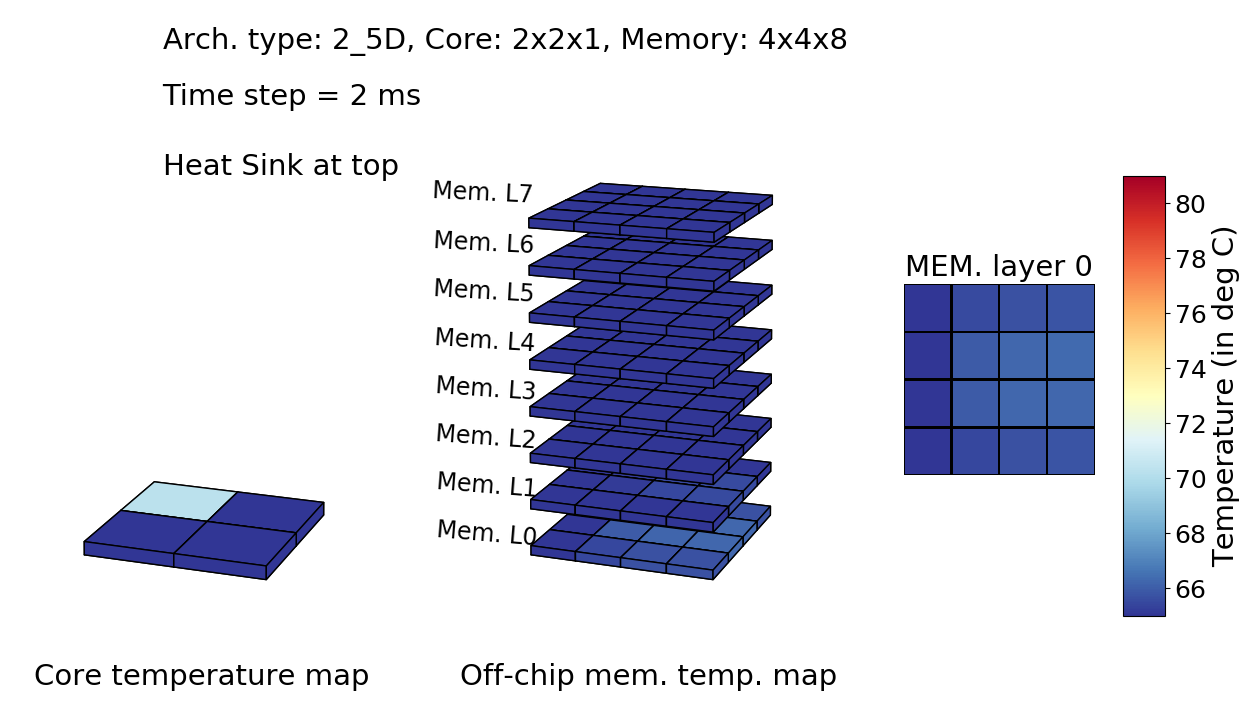 Arch. type: 2_5D, Core: 2x2x1, Memory: 4x4x8
Time step = 2 ms
Heat Sink at top
Mem. L7
Mem. L6
Mem. L5
Mem. L4
Mem. L3
Mem. L2
Mem. L1
Mem. L0
MEM. layer 0
80
78
76
74
72
70
68
66
Temperature (in deg C)
Core temperature map
Off-chip mem. temp. map